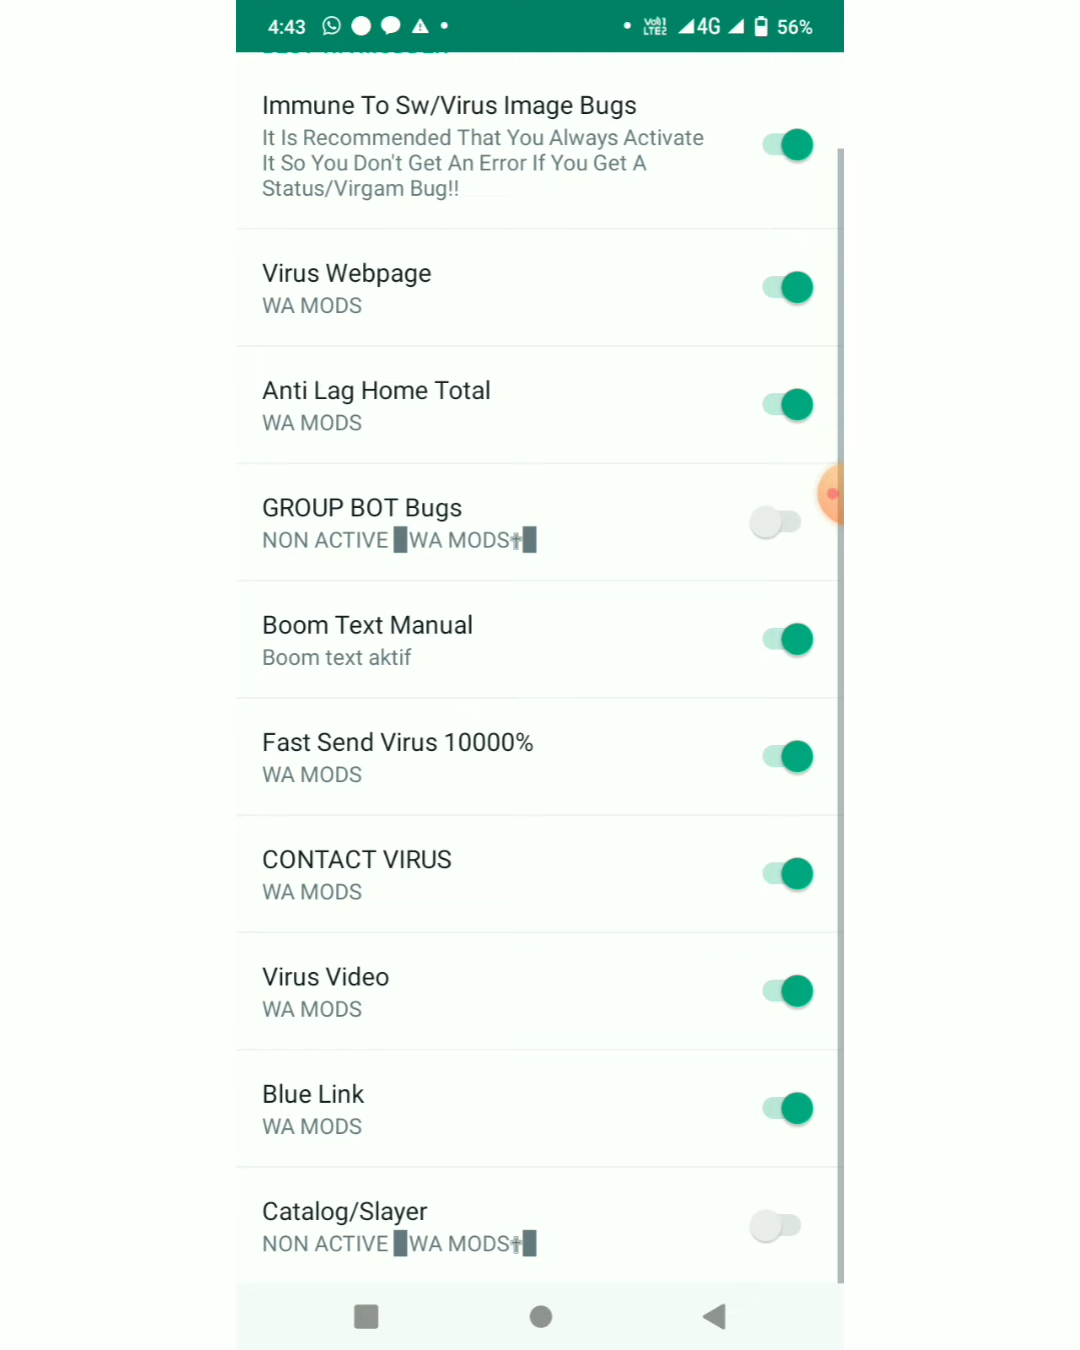 4:43 Vo)) 1 LTE2 4G 56%
Immune To Sw/Virus Image Bugs
It Is Recommended That You Always Activate
It So You Don't Get An Error If You Get A
Status/Virgam Bug!!
Virus Webpage
WA MODS
Anti Lag Home Total
WA MODS
GROUP BOT Bugs
NON ACTIVE █WA MODS✟█
Boom Text Manual
Boom text aktif
Fast Send Virus 10000%
WA MODS
CONTACT VIRUS
WA MODS
Virus Video
WA MODS
Blue Link
WA MODS
Catalog/Slayer
NON ACTIVE █WA MODS✟█